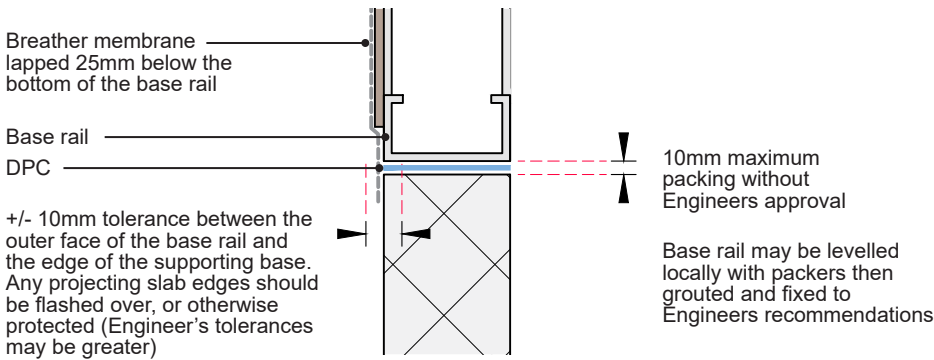 Breather membrane
lapped 25mm below the
bottom of the base rail
Base rail
DPC
+/- 10mm tolerance between the
outer face of the base rail and
the edge of the supporting base.
Any projecting slab edges should
be flashed over, or otherwise
protected (Engineer’s tolerances
may be greater)
10mm maximum
packing without
Engineers approval
Base rail may be levelled
locally with packers then
grouted and fixed to
Engineers recommendations